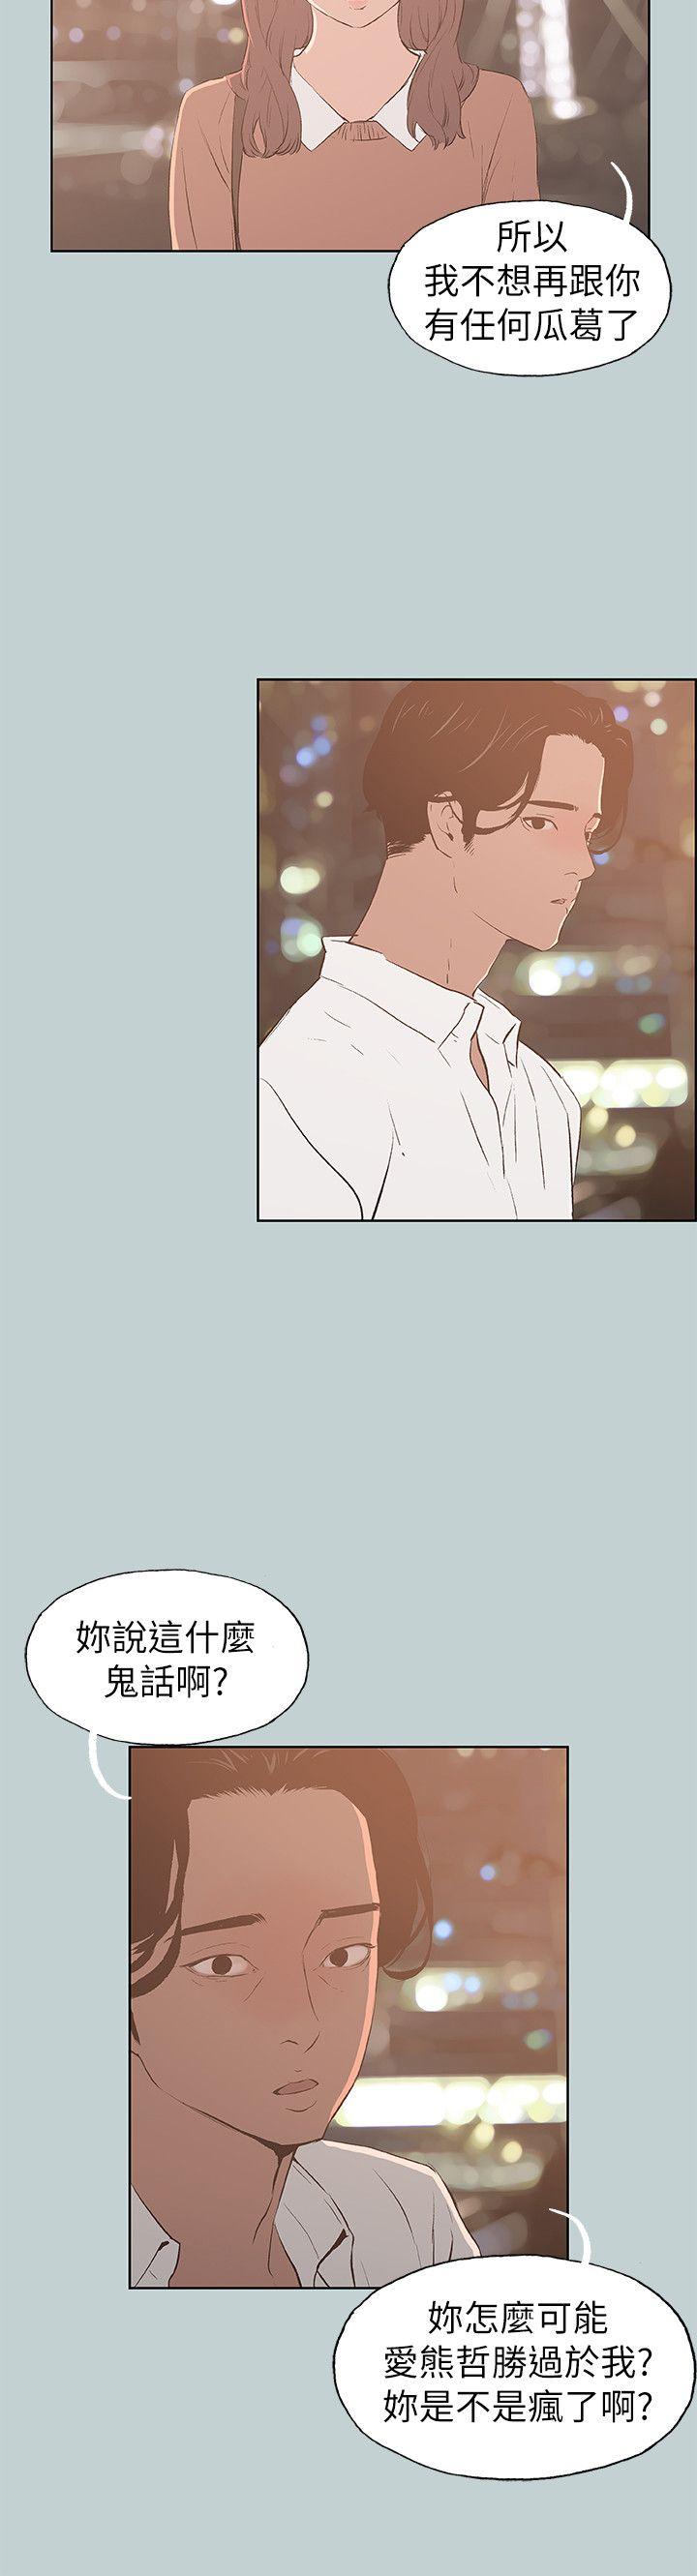 所以
我不想再跟你
有任何瓜葛了
妳說這什麼
鬼話啊?
妳怎麼可能
愛熊哲勝過於我?
妳是不是瘋了啊?